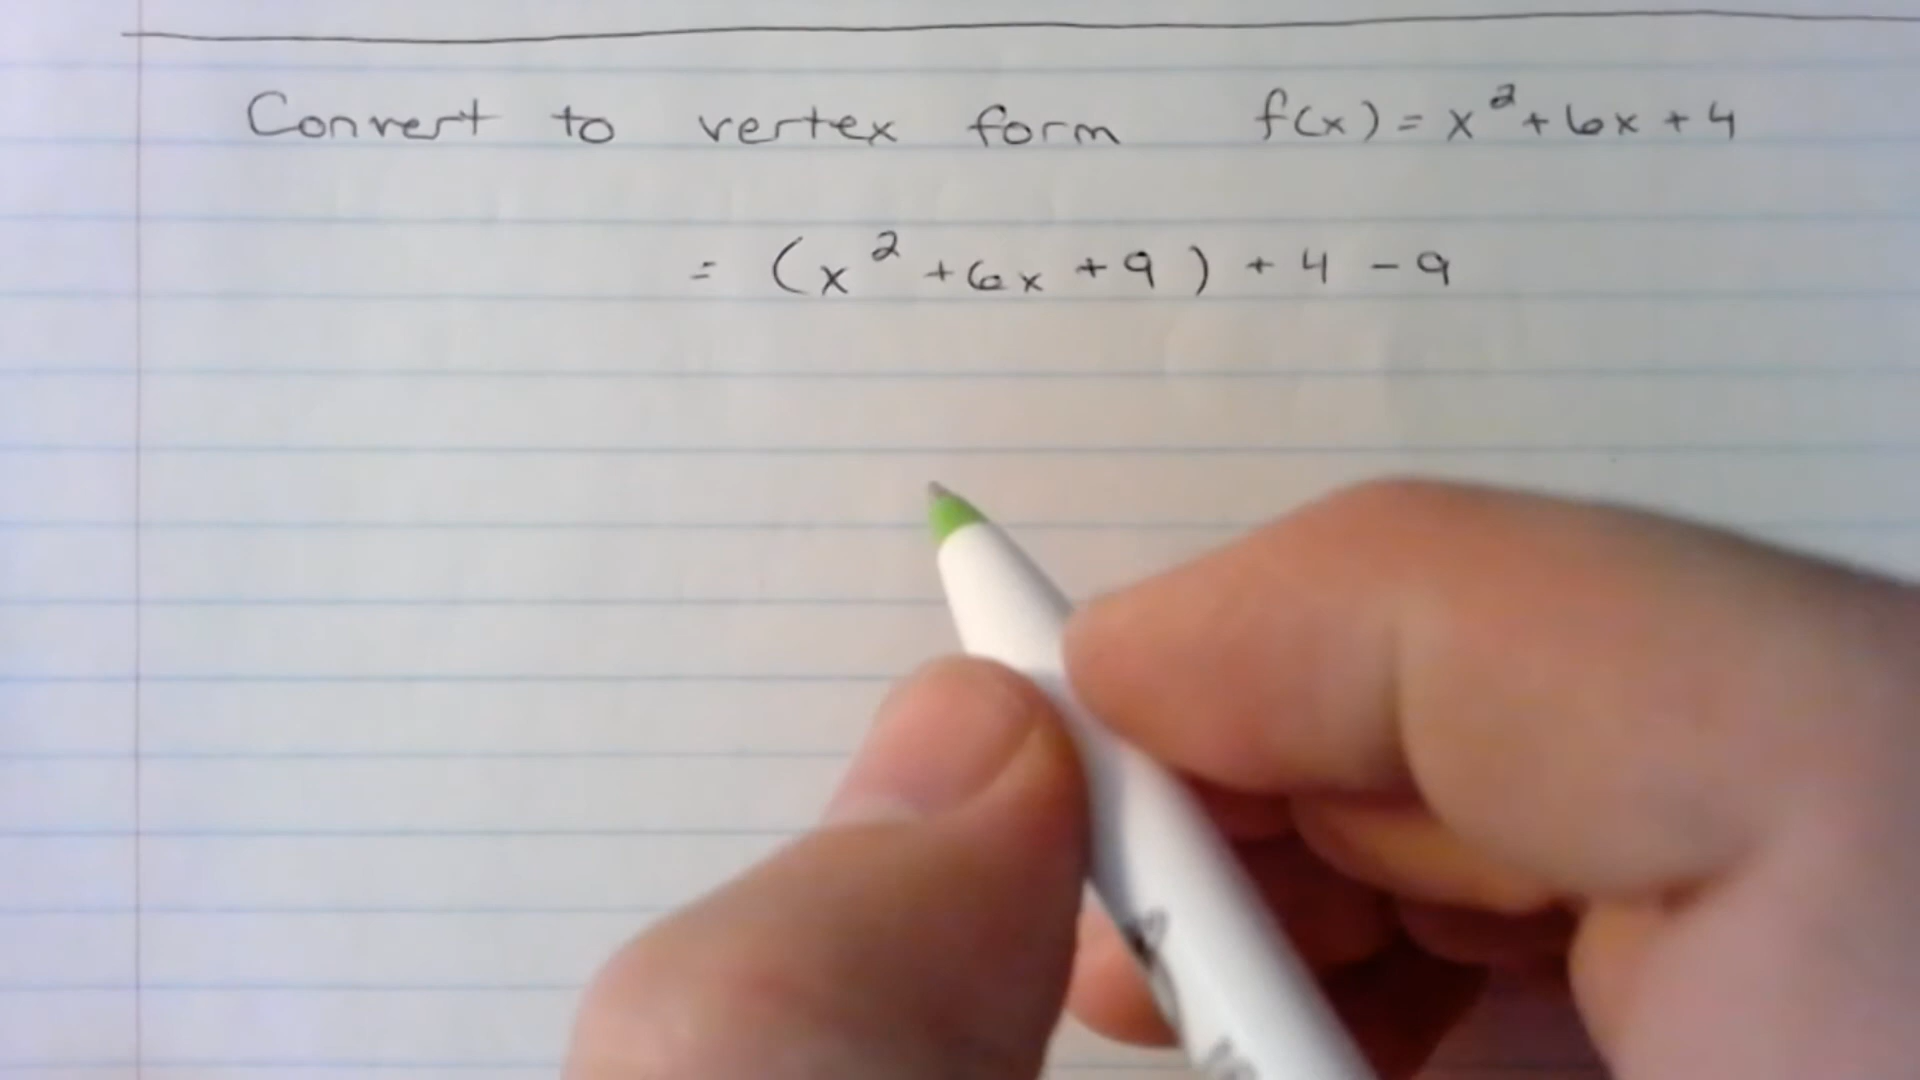 Convert to vertex form f(x) = x² + 6x + 4
= (x² + 6x + 9) + 4 - 9